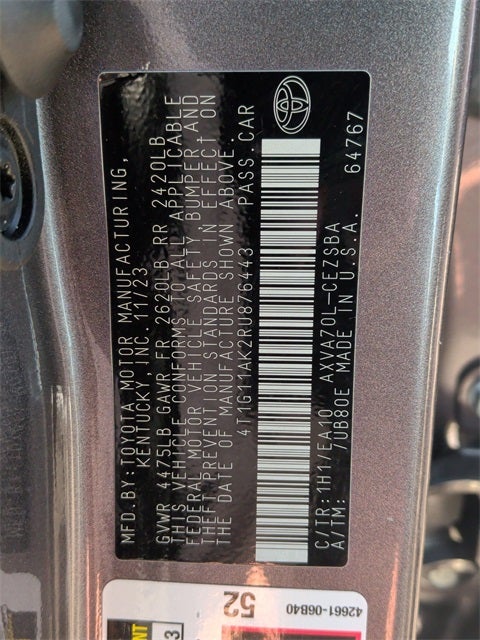 MFD.BY:TOYOTA MOTOR MANUFACTURING,
KENTUCKY, INC 11/23
GVWR 4475LB GAWR FR 2620LB RR 2420LB
THIS VEHICLE CONFORMS TO ALL APPLICABLE
FEDERAL MOTOR VEHICLE SAFETY BUMPER AND
THEFT PREVENTION STANDARDS IN EFFECT ON
THE DATE OF MANUFACTURE SHOWN ABOVE.
4T1G11AK2RU876443 PASS.CAR
C/TR:1H1/EA10 AXVA70L-CEZSBA
A/TM: /UB80E MADE IN U.S.A. 64767
52
42661-06B40